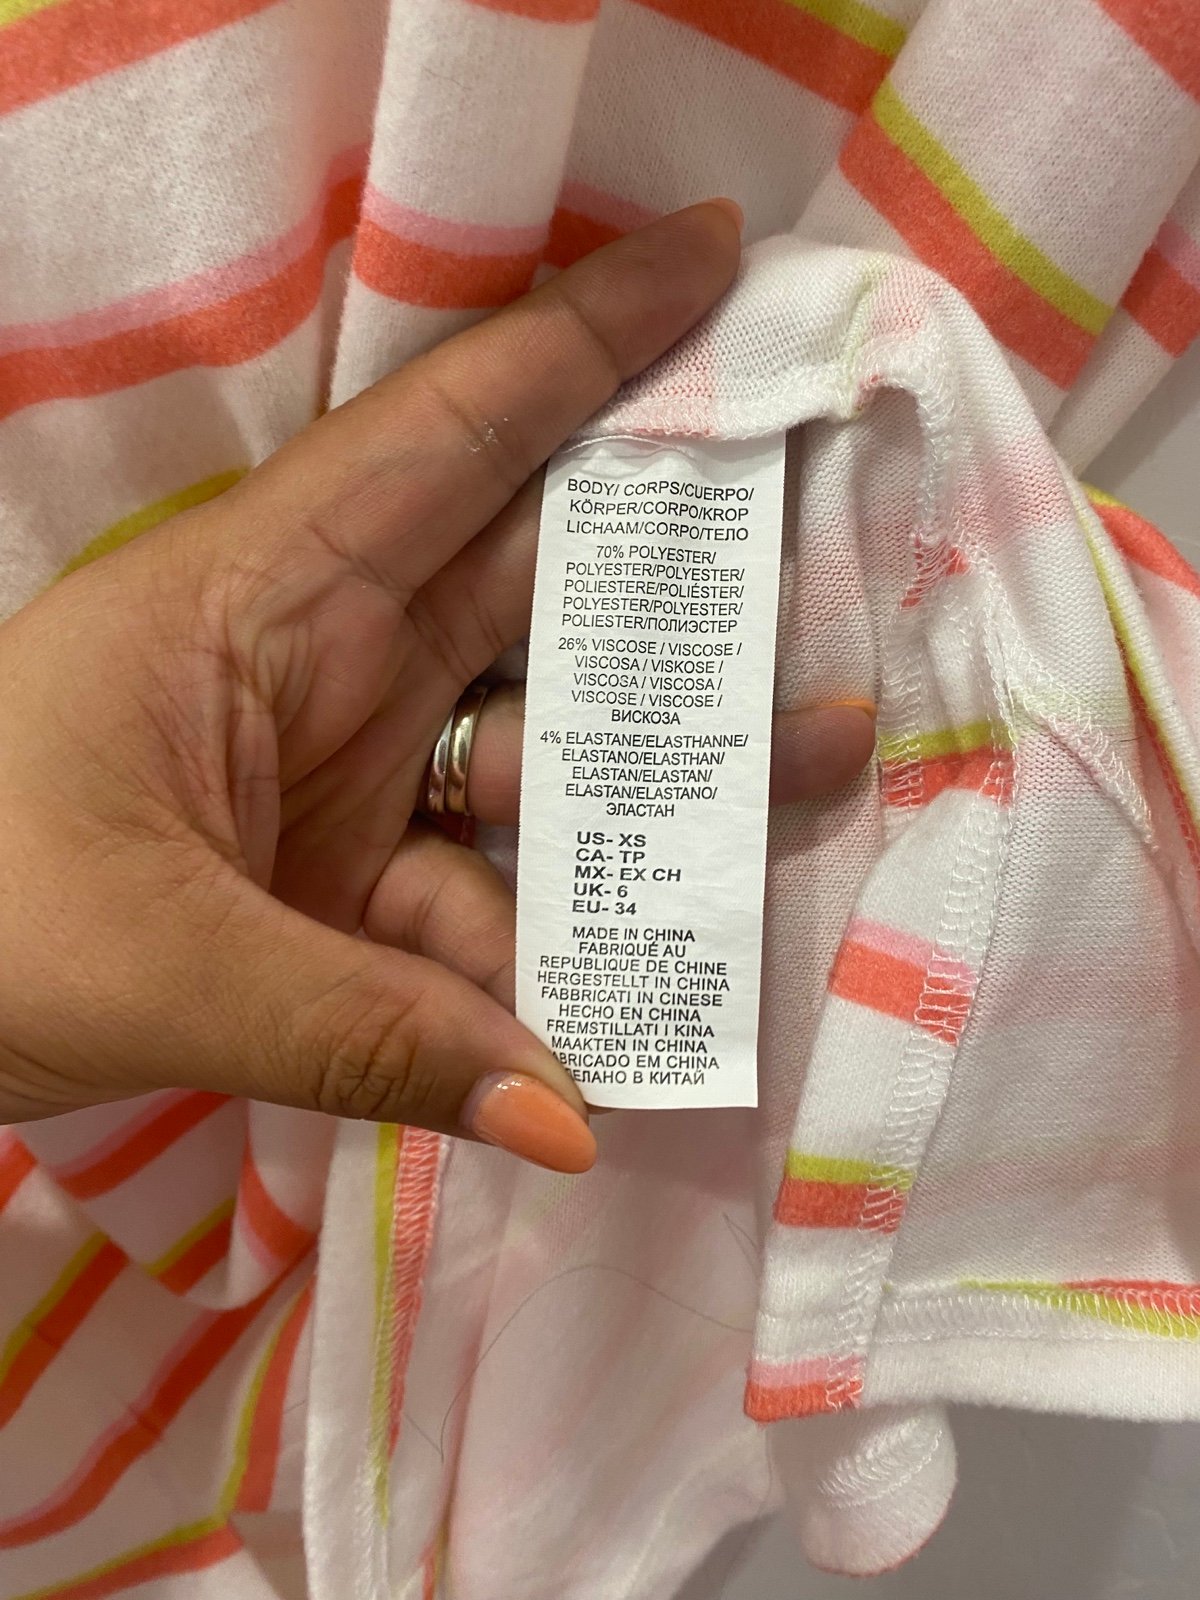 BODY/ CORPS/CUERPO/
KÖRPER/CORPO/KROP
LICHAAM/CORPO/ТЕЛО
70% POLYESTER/
POLYESTER/POLYESTER/
POLIESTERE/POLIÉSTER/
POLYESTER/POLYESTER/
POLIESTER/ПОЛИЭСТЕР
26% VISCOSE / VISCOSE /
VISCOSA / VISKOSE /
VISCOSA / VISCOSA /
VISCOSE / VISCOSE /
ВИСКОЗА
4% ELASTANE/ELASTHANNE/
ELASTANO/ELASTHAN/
ELASTAN/ELASTAN/
ELASTAN/ELASTANO/
ЭЛАСТАН
US- XS
CA- TP
MX- EX CH
UK- 6
EU- 34
MADE IN CHINA
FABRIQUÉ AU
REPUBLIQUE DE CHINE
HERGESTELLT IN CHINA
FABBRICATI IN CINESE
HECHO EN CHINA
FREMSTILLATI I KINA
MAAKTEN IN CHINA
ABRICADO EM CHINA
ЕЛАНО В КИТАЙ